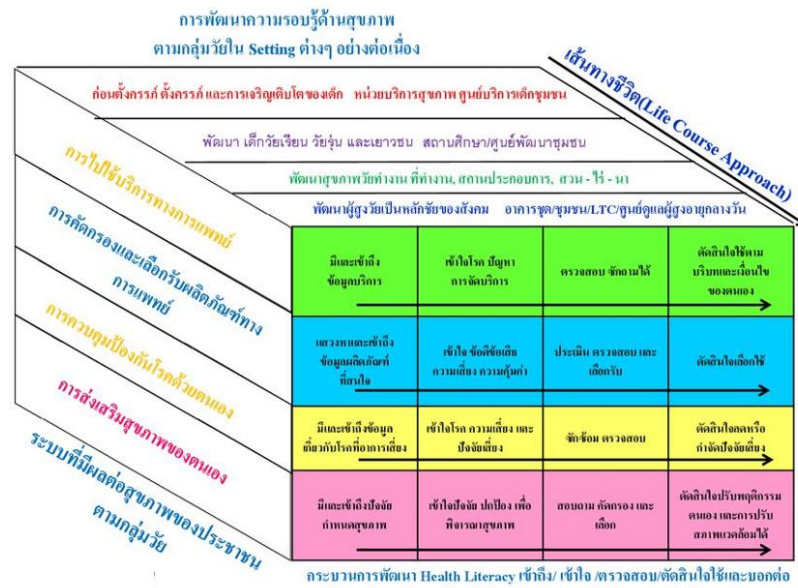 การพัฒนาความรอบรู้ด้านสุขภาพ
ตามกลุ่มวัยใน Setting ต่างๆ อย่างต่อเนื่อง
เส้นทางชีวิต(Life Course Approach)
ก่อนตั้งครรภ์ ตั้งครรภ์ และการเจริญเติบโตของเด็ก หน่วยบริการสุขภาพ ศูนย์บริการเด็กชุมชน
พัฒนา เด็กวัยเรียน วัยรุ่น และเยาวชน สถานศึกษา/ศูนย์พัฒนาชุมชน
พัฒนาสุขภาพวัยทำงาน ที่ทำงาน, สถานประกอบการ, สวน - ไร่ - นา
พัฒนาผู้สูงวัยเป็นหลักชัยของสังคม อาคารชุด/ชุมชน/LTC/ศูนย์ดูแลผู้สูงอายุกลางวัน
การไปใช้บริการทางการแพทย์
การคัดกรองและเลือกรับผลิตภัณฑ์ทาง
การแพทย์
การควบคุมป้องกันโรคด้วยตนเอง
การส่งเสริมสุขภาพของตนเอง
ระบบที่มีผลต่อสุขภาพของประชาชน
ตามกลุ่มวัย
มีและเข้าถึง
ข้อมูลบริการ
เข้าใจโรค ปัญหา
การจัดบริการ
ตรวจสอบ ซักถามได้
ตัดสินใจใช้ตาม
บริบทและเงื่อนไข
ของตนเอง
แสวงหาและเข้าถึง
ข้อมูลผลิตภัณฑ์
ที่สนใจ
เข้าใจ ข้อดีข้อเสีย
ความเสี่ยง ความคุ้มค่า
ประเมิน ตรวจสอบ และ
เลือกรับ
ตัดสินใจเลือกใช้
มีและเข้าถึงข้อมูล
เกี่ยวกับโรคที่อาการเสี่ยง
เข้าใจโรค ความเสี่ยง และ
ปัจจัยเสี่ยง
ซักซ้อม ตรวจสอบ
ตัดสินใจลดหรือ
กำจัดปัจจัยเสี่ยง
มีและเข้าถึงปัจจัย
กำหนดสุขภาพ
เข้าใจปัจจัย ปกป้อง เพื่อ
พิจารณาสุขภาพ
สอบถาม คัดกรอง และ
เลือก
ตัดสินใจปรับพฤติกรรม
ตนเอง และการปรับ
สภาพแวดล้อมได้
กระบวนการพัฒนา Health Literacy เข้าถึง/ เข้าใจ /ตรวจสอบ/ตัดสินใจใช้และบอกต่อ